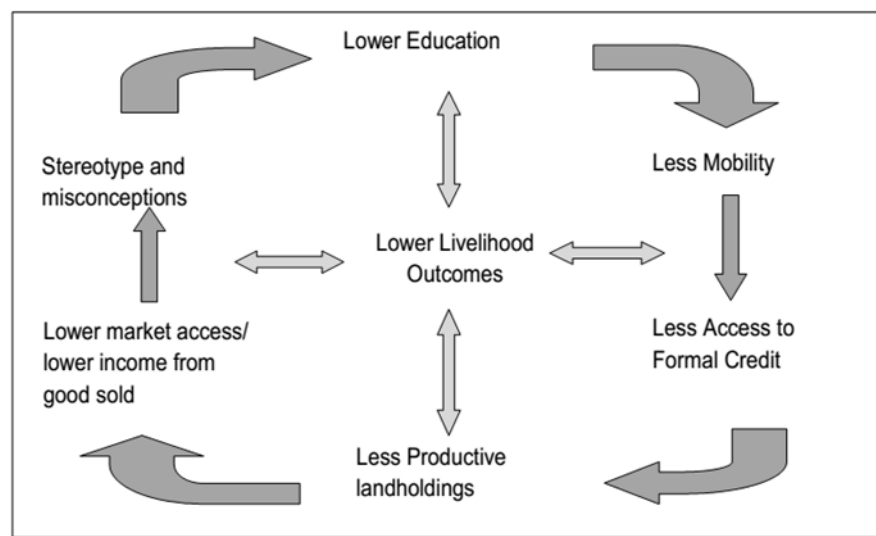 Lower Education
Stereotype and
misconceptions
Less Mobility
Lower Livelihood
Outcomes
Lower market access/
lower income from
good sold
Less Access to
Formal Credit
Less Productive
landholdings